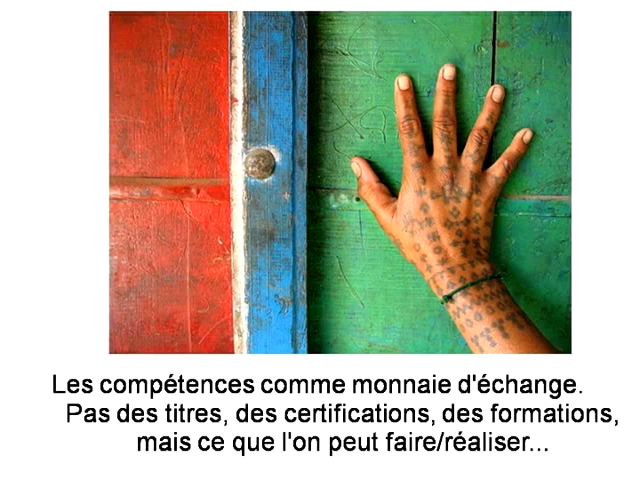 Les compétences comme monnaie d'échange.
Pas des titres, des certifications, des formations,
mais ce que l'on peut faire/réaliser...